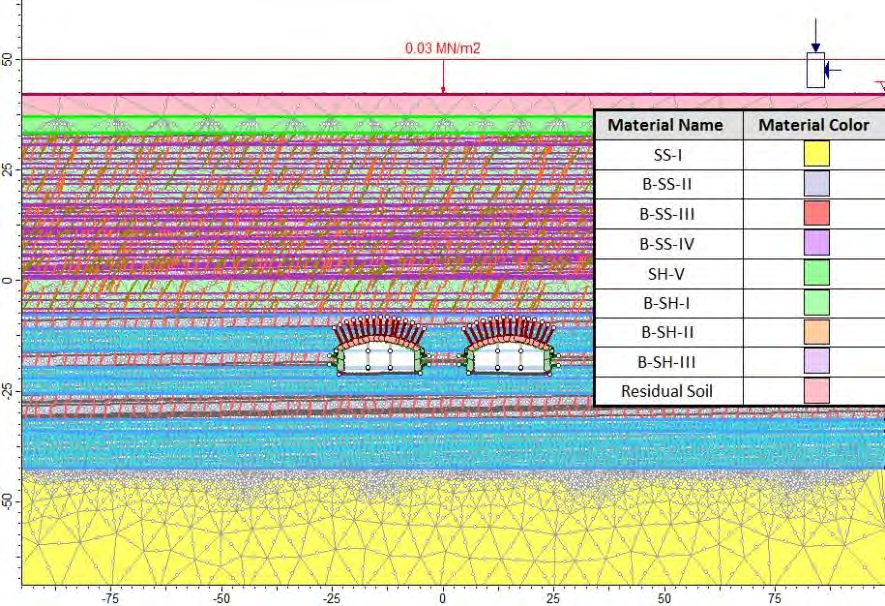 0.03 MN/m2
50
25
0
-25
-50
Material Name Material Color
SS-I
B-SS-II
B-SS-III
B-SS-IV
SH-V
B-SH-I
B-SH-II
B-SH-III
Residual Soil
-75 -50 -25 0 25 50 75